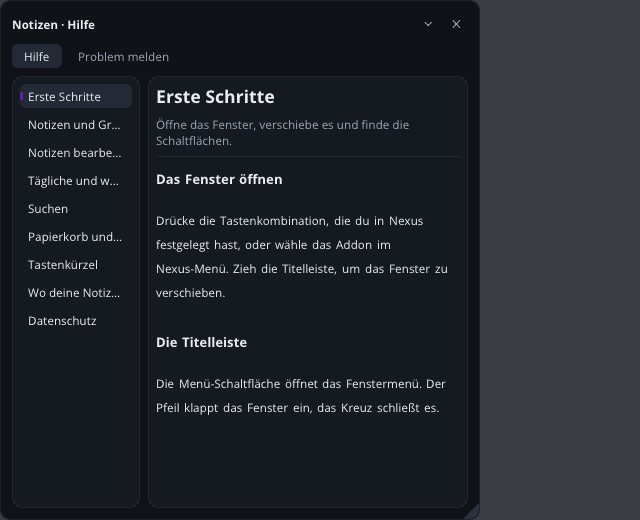 Notizen · Hilfe
Hilfe
Problem melden
Erste Schritte
Notizen und Gr...
Notizen bearbe...
Tägliche und w...
Suchen
Papierkorb und...
Tastenkürzel
Wo deine Notiz...
Datenschutz
Erste Schritte
Öffne das Fenster, verschiebe es und finde die
Schaltflächen.
Das Fenster öffnen
Drücke die Tastenkombination, die du in Nexus
festgelegt hast, oder wähle das Addon im
Nexus-Menü. Zieh die Titelleiste, um das Fenster zu
verschieben.
Die Titelleiste
Die Menü-Schaltfläche öffnet das Fenstermenü. Der
Pfeil klappt das Fenster ein, das Kreuz schließt es.